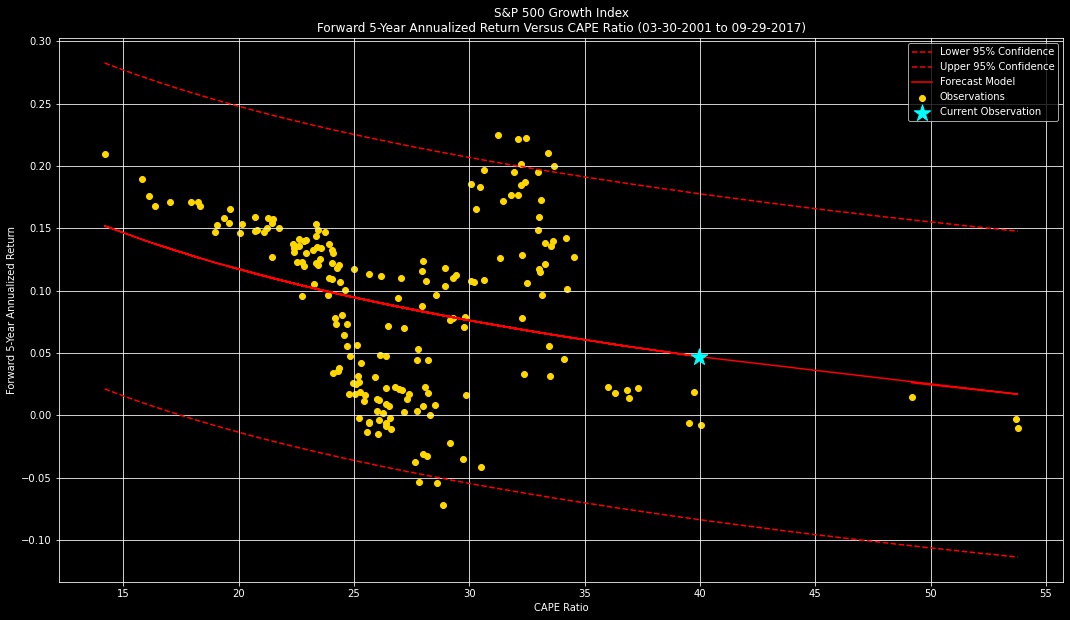 S&P 500 Growth Index
Forward 5-Year Annualized Return Versus CAPE Ratio (03-30-2001 to 09-29-2017)
Lower 95% Confidence
Upper 95% Confidence
Forecast Model
Observations
Current Observation
Forward 5-Year Annualized Return
0.30
0.25
0.20
0.15
0.10
0.05
0.00
−0.05
−0.10
15 20 25 30 35 40 45 50 55
CAPE Ratio